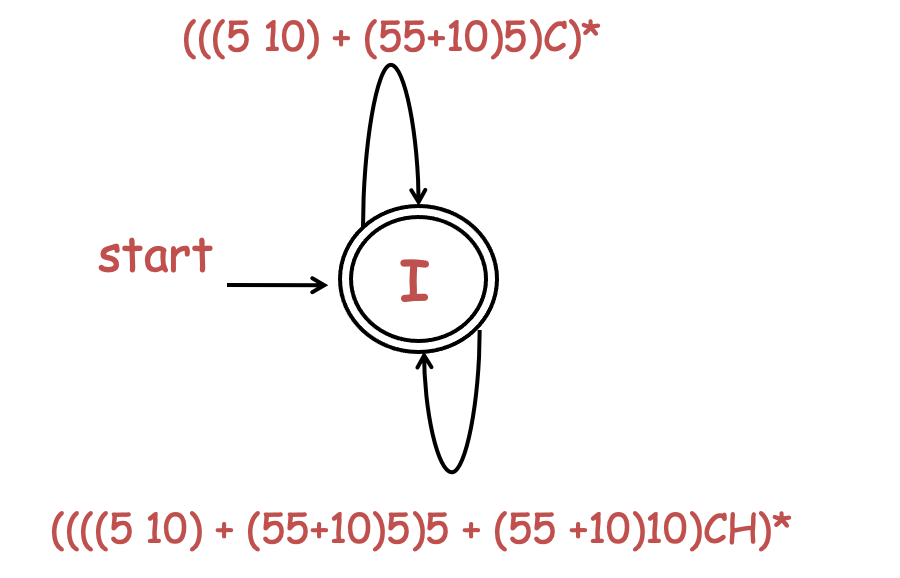 (((5 10) + (55+10)5)C)*
start
I
((((5 10) + (55+10)5)5 + (55 +10)10)CH)*